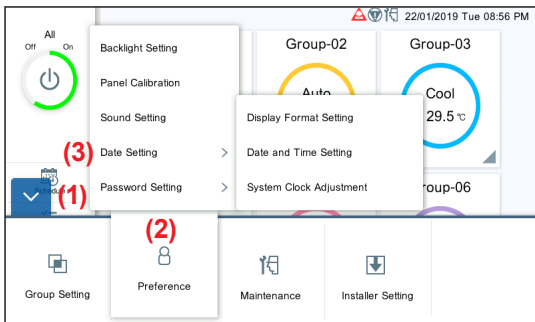 22/01/2019 Tue 08:56 PM
All
Off On
Backlight Setting
Panel Calibration
Sound Setting
(3) Date Setting >
Password Setting >
Display Format Setting
Date and Time Setting
System Clock Adjustment
Group-02
Auto
Group-03
Cool
29.5 ℃
Schedule
(1)
roup-06
(2)
Group Setting
Preference
Maintenance
Installer Setting